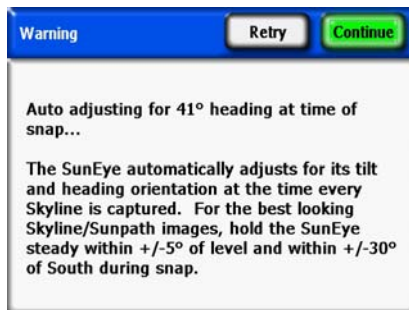 Warning
Retry
Continue
Auto adjusting for 41° heading at time of
snap...
The SunEye automatically adjusts for its tilt
and heading orientation at the time every
Skyline is captured. For the best looking
Skyline/Sunpath images, hold the SunEye
steady within +/-5° of level and within +/-30°
of South during snap.